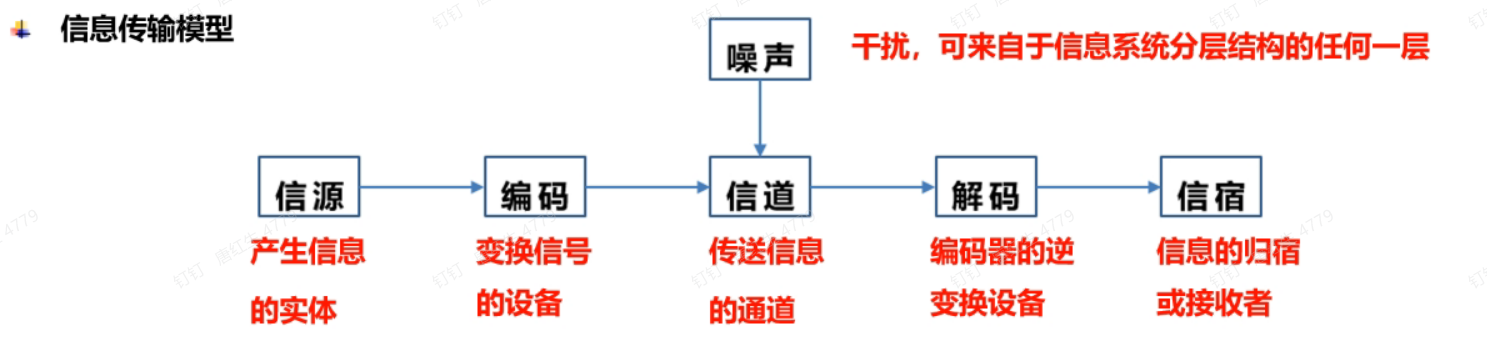 信息传输模型
噪声
干扰，可来自于信息系统分层结构的任何一层
信源
编码
信道
解码
信宿
产生信息
的实体
变换信号
的设备
传送信息
的通道
编码器的逆
变换设备
信息的归宿
或接收者